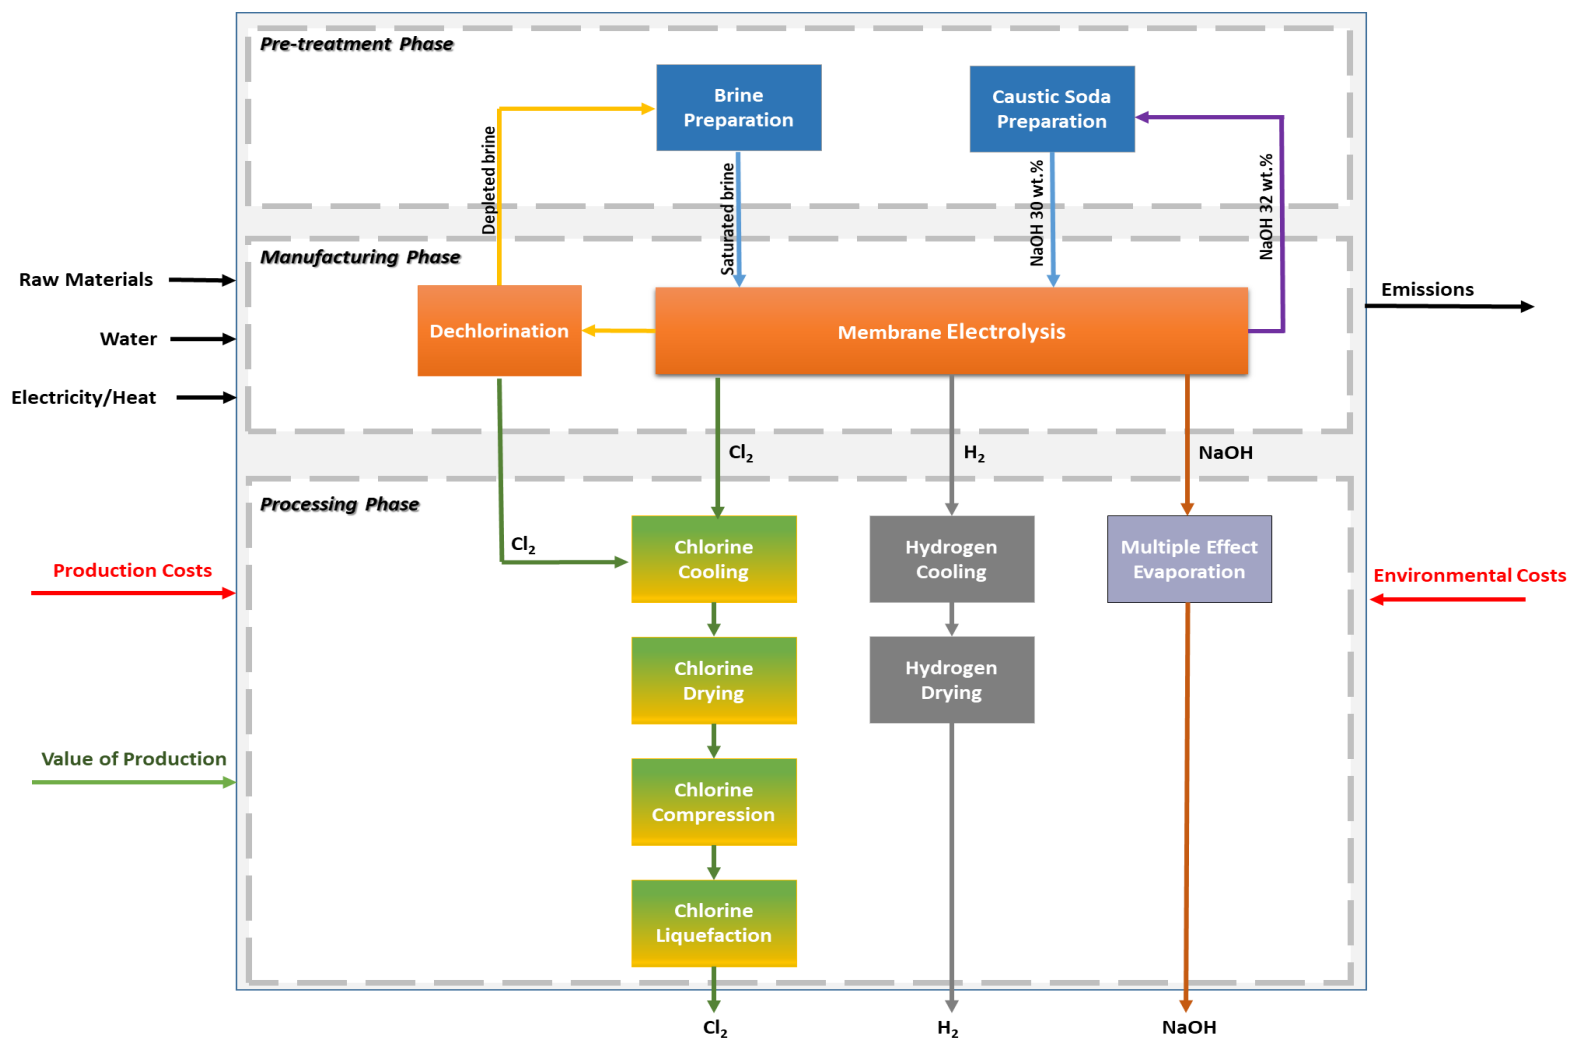 Pre-treatment Phase
Brine
Preparation
Caustic Soda
Preparation
Depleted brine
Saturated brine
NaOH 30 wt.%
NaOH 32 wt.%
Manufacturing Phase
Raw Materials
Water
Electricity/Heat
Dechlorination
Membrane Electrolysis
Emissions
Cl₂
H₂
NaOH
Processing Phase
Cl₂
Chlorine
Cooling
Hydrogen
Cooling
Multiple Effect
Evaporation
Production Costs
Environmental Costs
Chlorine
Drying
Hydrogen
Drying
Value of Production
Chlorine
Compression
Chlorine
Liquefaction
Cl₂
H₂
NaOH